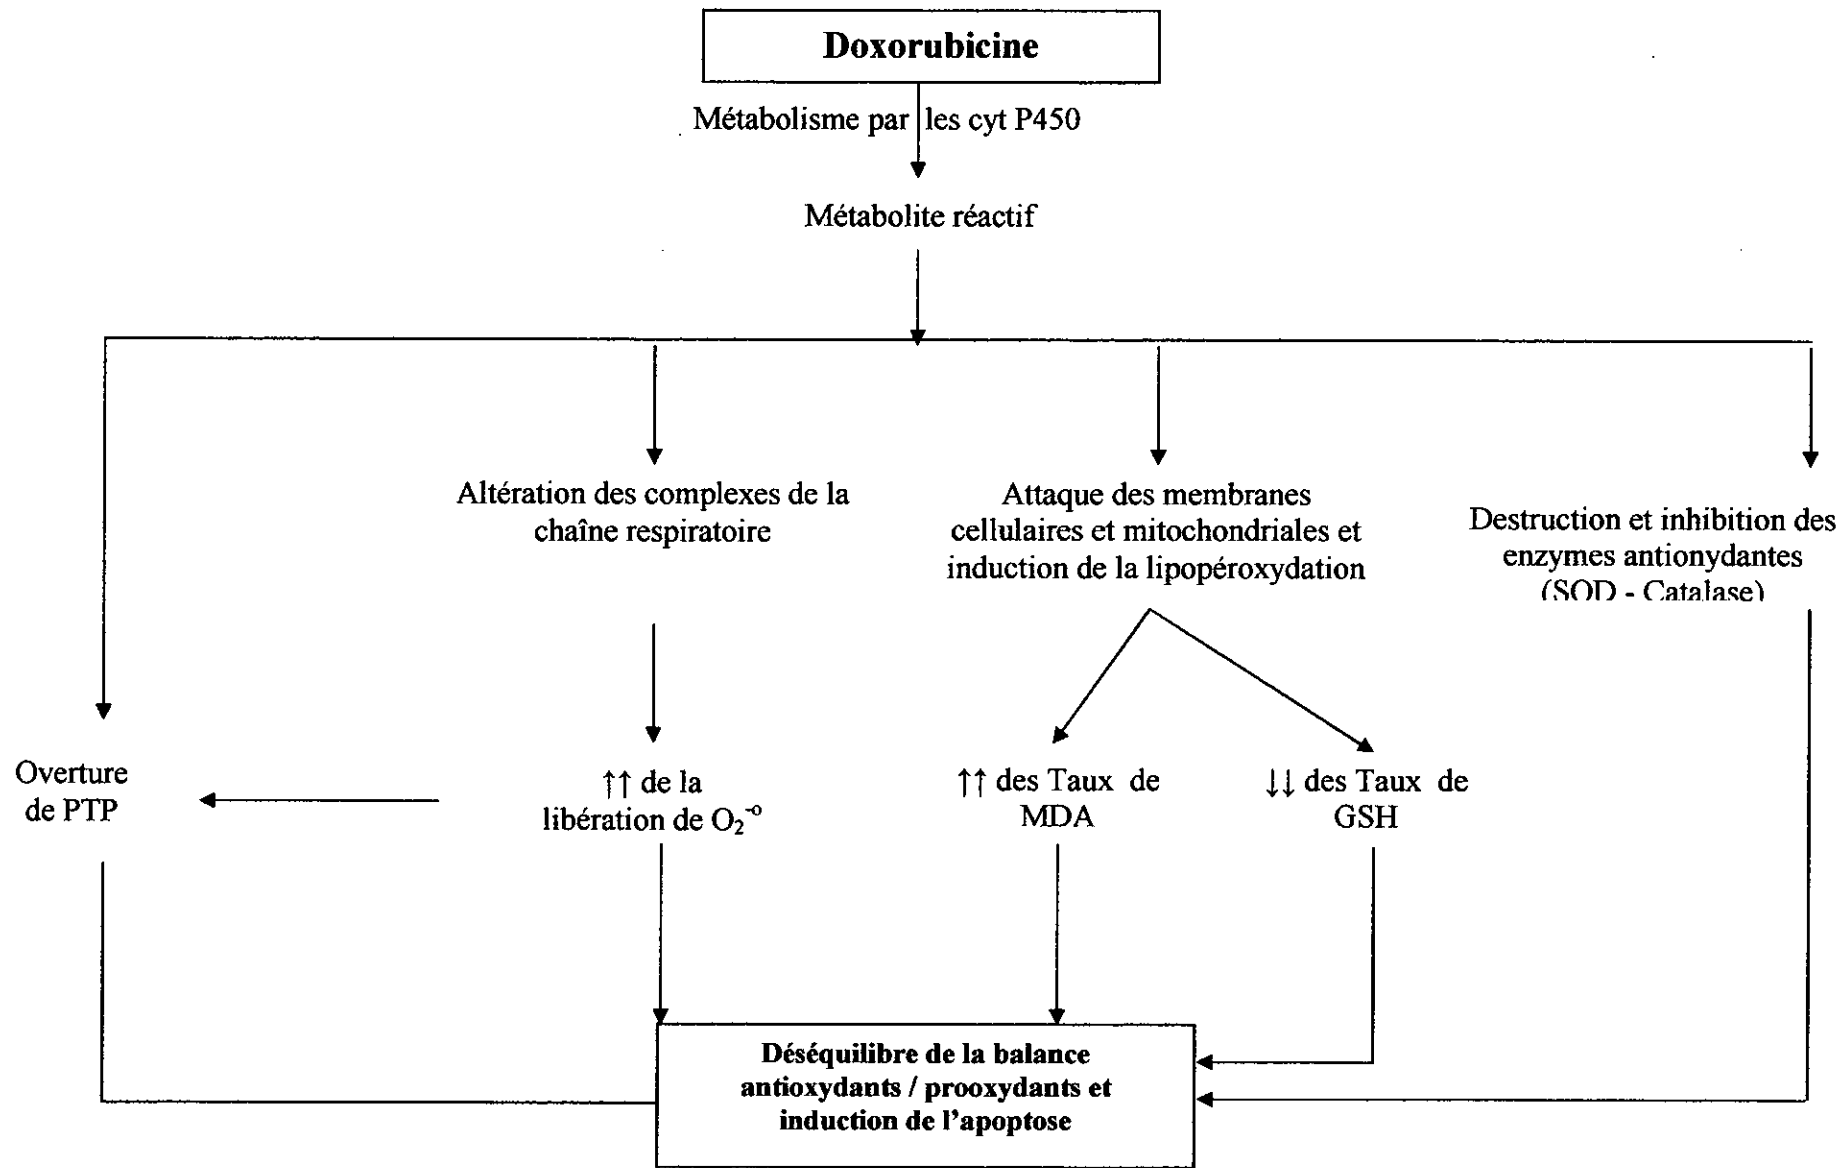 Doxorubicine
Métabolisme par les cyt P450
Métabolite réactif
Altération des complexes de la
chaîne respiratoire
Attaque des membranes
cellulaires et mitochondriales et
induction de la lipopéroxydation
Destruction et inhibition des
enzymes antionydantes
(SOD - Catalase)
Overture
de PTP
↑↑ de la
libération de O₂⁻º
↑↑ des Taux de
MDA
↓↓ des Taux de
GSH
Déséquilibre de la balance
antioxydants / prooxydants et
induction de l'apoptose